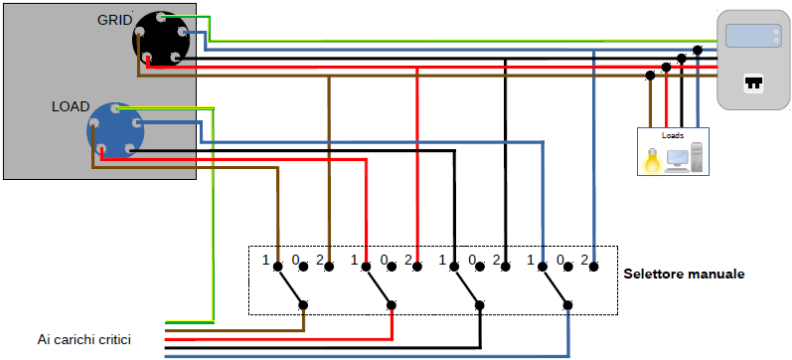 GRID
LOAD
Loads
1 0 2 1 0 2 1 0 2 1 0 2
Selettore manuale
Ai carichi critici